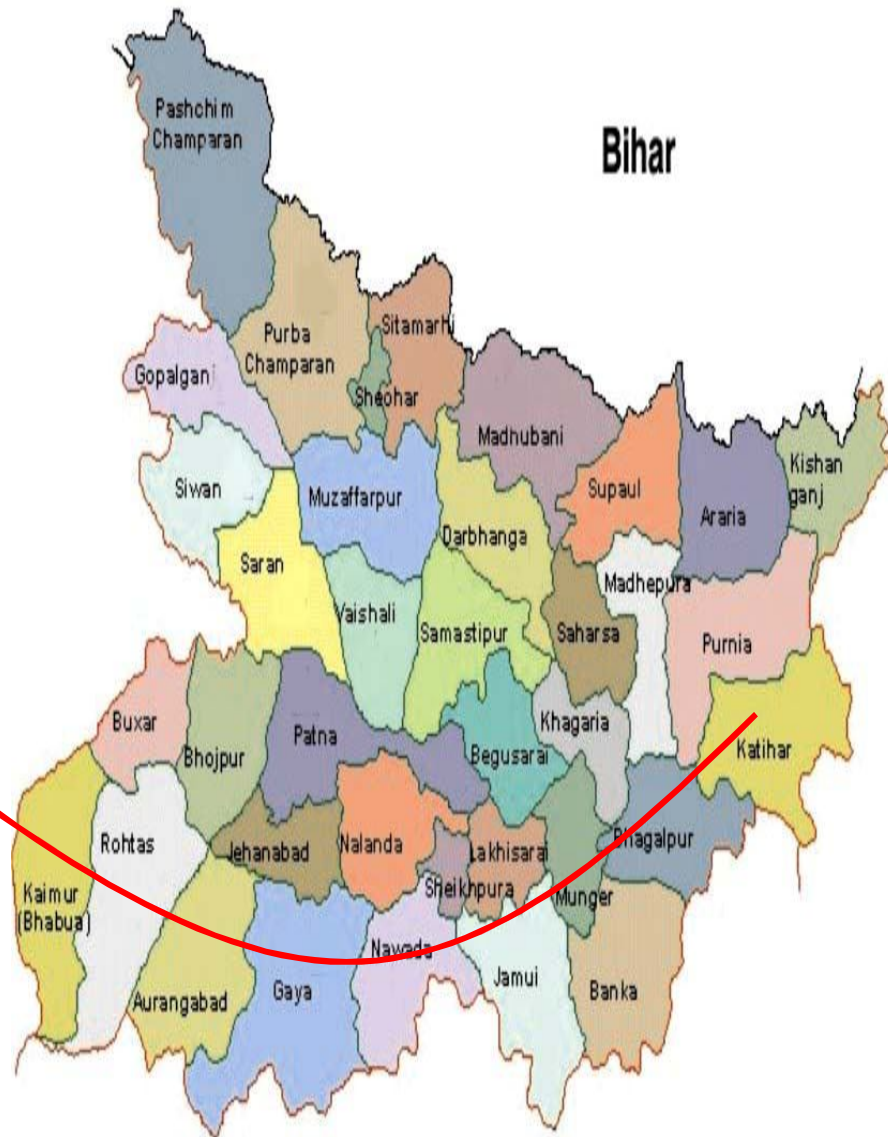 Pashchim
Champaran
Bihar
Purba
Champaran
Sitamarhi
Gopalganj
Sheohar
Madhubani
Siwan
Muzaffarpur
Supaul
Araria
Kishan
ganj
Darbhanga
Saran
Madhepura
Vaishali
Samastipur
Saharsa
Purnia
Buxar
Bhojpur
Patna
Khagaria
Begusarai
Katihar
Rohtas
Jehanabad
Nalanda
Lakhisarai
Bhagalpur
Kaimur
(Bhabua)
Sheikhpura
Munger
Nawada
Aurangabad
Gaya
Jamui
Banka